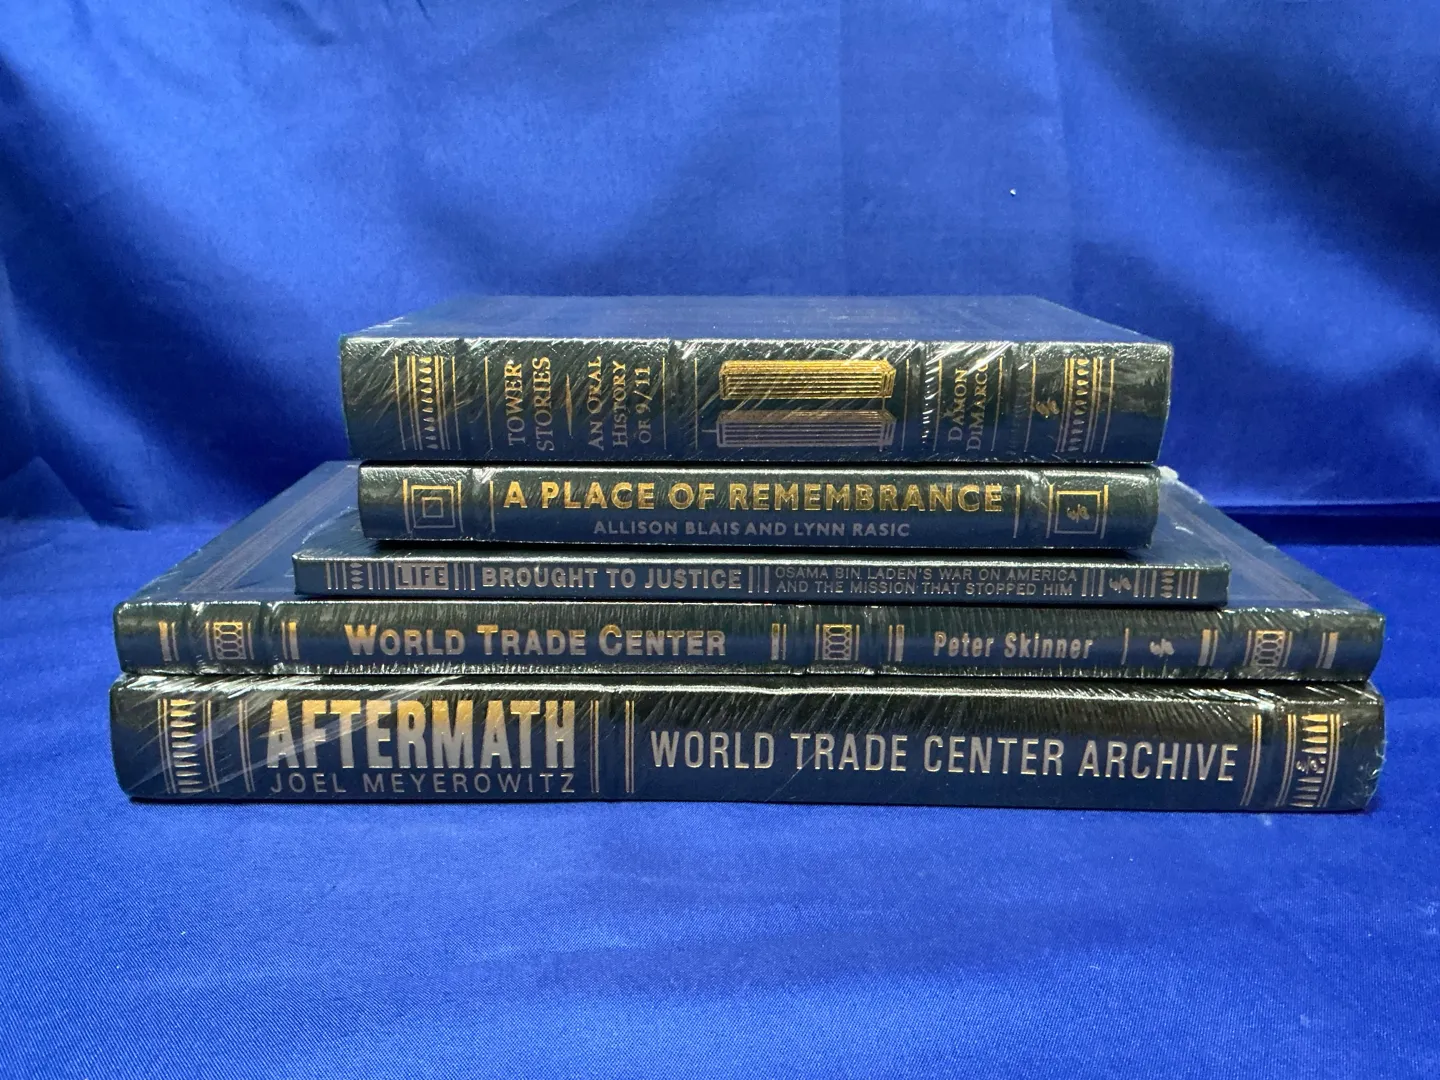 TOWER
STORIES
AN ORAL
HISTORY
OF 9/11
DAMON
DIMARCO
A PLACE OF REMEMBRANCE
ALLISON BLAIS AND LYNN RASIC
LIFE BROUGHT TO JUSTICE
OSAMA BIN LADEN'S WAR ON AMERICA
AND THE MISSION THAT STOPPED HIM
WORLD TRADE CENTER Peter Skinner
AFTERMATH
JOEL MEYEROWITZ
WORLD TRADE CENTER ARCHIVE